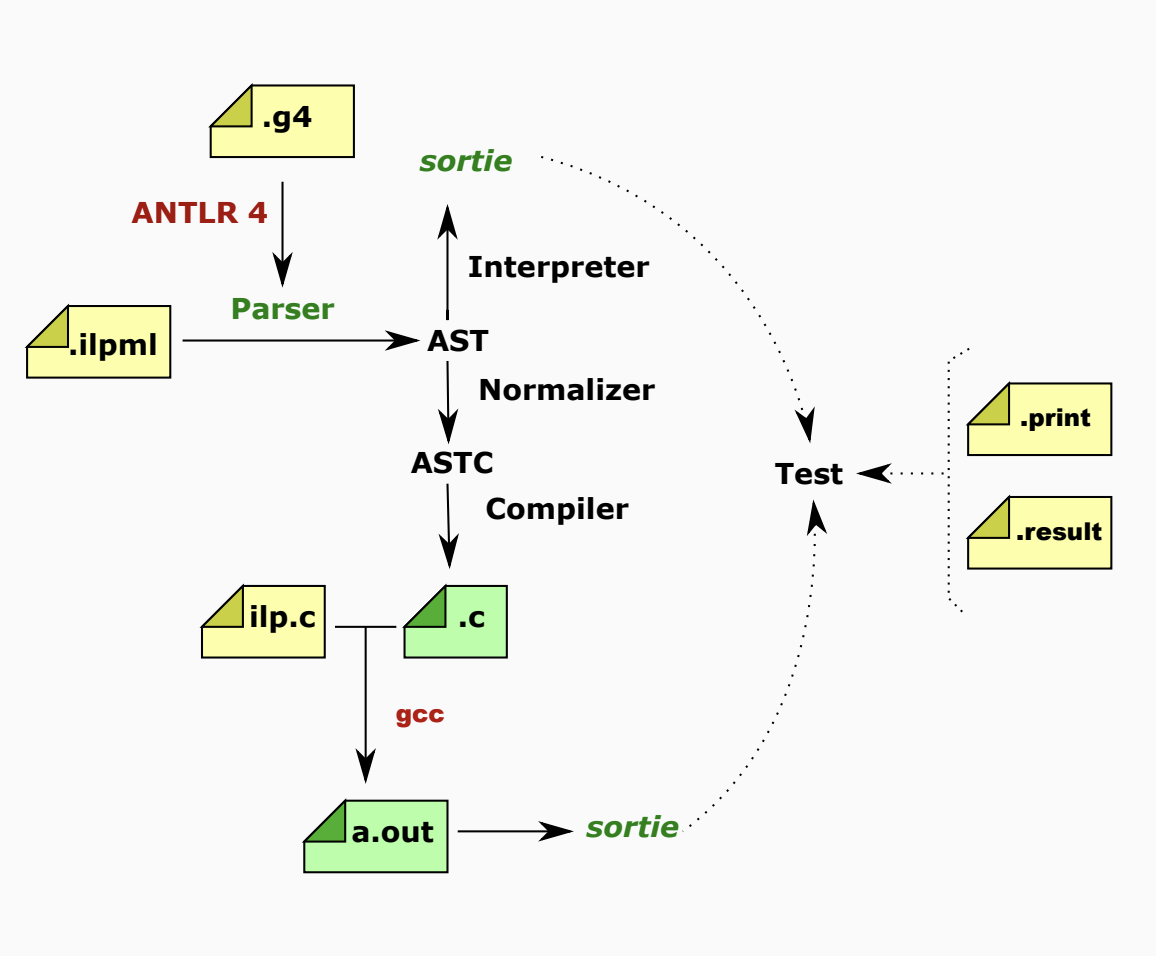 .g4
sortie
ANTLR 4
Interpreter
Parser
.ilpml
AST
Normalizer
.print
ASTC
Test
Compiler
.result
ilp.c
.c
gcc
a.out
sortie